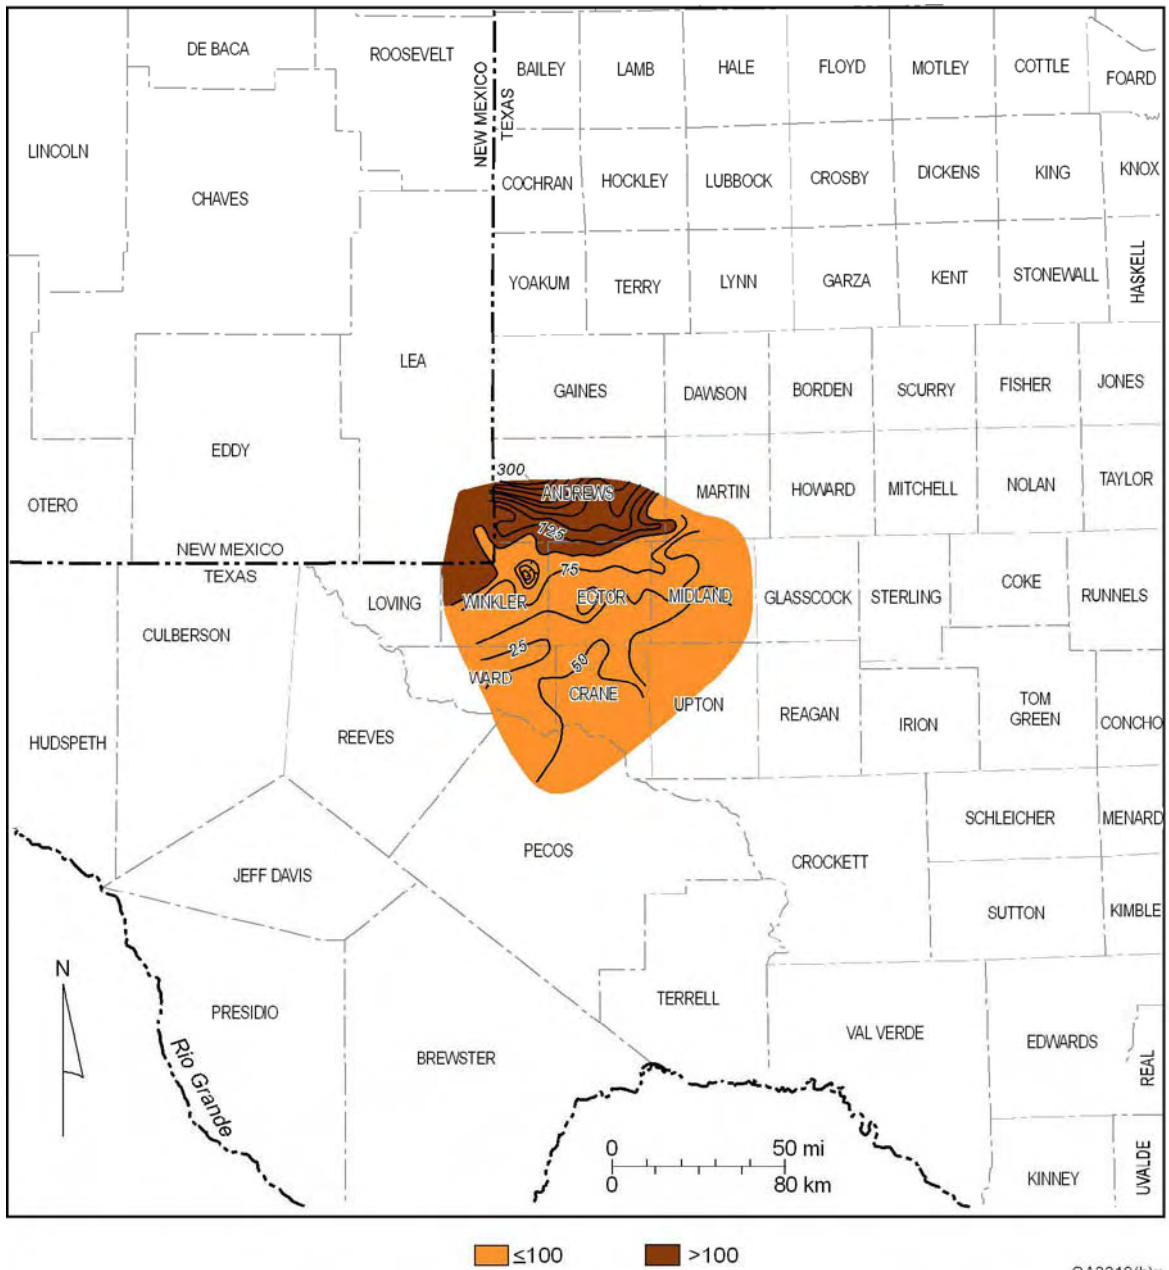 DE BACA
ROOSEVELT
NEW MEXICO
TEXAS
BAILEY
LAMB
HALE
FLOYD
MOTLEY
COTTLE
FOARD
LINCOLN
CHAVES
COCHRAN
HOCKLEY
LUBBOCK
CROSBY
DICKENS
KING
KNOX
YOAKUM
TERRY
LYNN
GARZA
KENT
STONEWALL
HASKELL
LEA
GAINES
DAWSON
BORDEN
SCURRY
FISHER
JONES
EDDY
OTERO
300
ANDREWS
MARTIN
HOWARD
MITCHELL
NOLAN
TAYLOR
125
NEW MEXICO
TEXAS
75
LOVING
WINKLER
ECTOR
MIDLAND
GLASSCOCK
STERLING
COKE
RUNNELS
CULBERSON
25
50
WARD
CRANE
UPTON
REAGAN
IRION
TOM
GREEN
CONCHO
HUDSPETH
REEVES
PECOS
CROCKETT
SCHLEICHER
MENARD
JEFF DAVIS
SUTTON
KIMBLE
N
PRESIDIO
TERRELL
VAL VERDE
EDWARDS
REAL
BREWSTER
Rio Grande
0 50 mi
0 80 km
KINNEY
UVALDE
≤100 >100